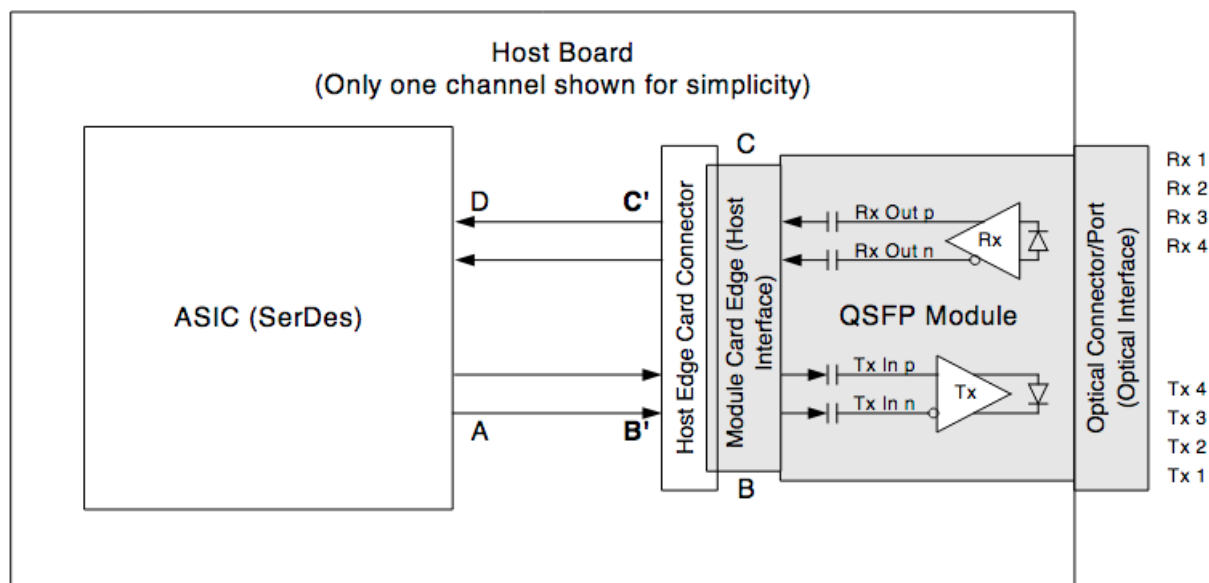 Host Board
(Only one channel shown for simplicity)
ASIC (SerDes)
D
C'
A
B'
Host Edge Card Connector
C
Module Card Edge (Host
Interface)
B
Rx Out p
Rx Out n
Rx
QSFP Module
Tx In p
Tx In n
Tx
Optical Connector/Port
(Optical Interface)
Rx 1
Rx 2
Rx 3
Rx 4
Tx 4
Tx 3
Tx 2
Tx 1